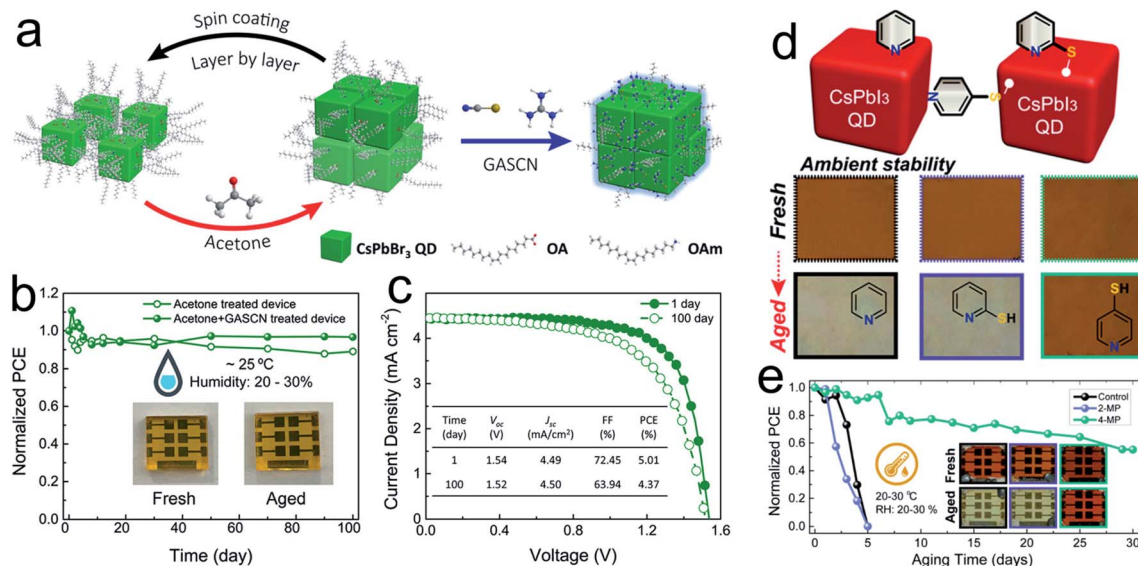 a
Spin coating
Layer by layer
Acetone
GASCN
CsPbBr₃ QD
OA
OAm
b
Normalized PCE
1.2
1.0
0.8
0.6
0.4
0.2
0.0
Acetone treated device
Acetone+GASCN treated device
~ 25 ºC
Humidity: 20 - 30%
Fresh
Aged
0 20 40 60 80 100
Time (day)
c
Current Density (mA cm⁻²)
5
4
3
2
1
0
1 day
100 day
Time (day) Voc (V) Jsc (mA/cm²) FF (%) PCE (%)
1 1.54 4.49 72.45 5.01
100 1.52 4.50 63.94 4.37
0.0 0.4 0.8 1.2 1.6
Voltage (V)
d
N
N
S
N
S
CsPbI₃
QD
CsPbI₃
QD
Ambient stability
Fresh
Aged
N
N
SH
SH
N
e
Normalized PCE
1.0
0.8
0.6
0.4
0.2
0.0
Control
2-MP
4-MP
20-30 ºC
RH: 20-30 %
Fresh
Aged
0 5 10 15 20 25 30
Aging Time (days)